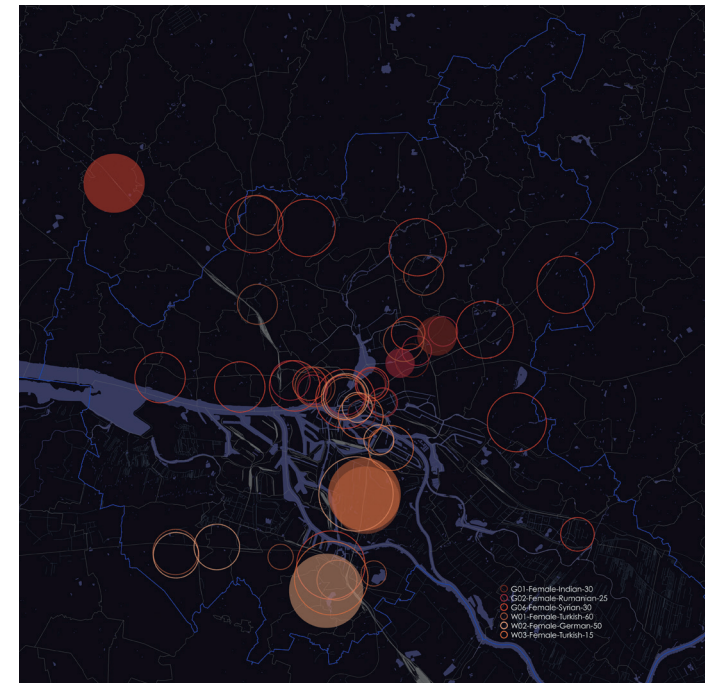 G01-Female-Indian-30
G02-Female-Rumanian-25
G06-Female-Syrian-30
W01-Female-Turkish-60
W02-Female-German-50
W03-Female-Turkish-15